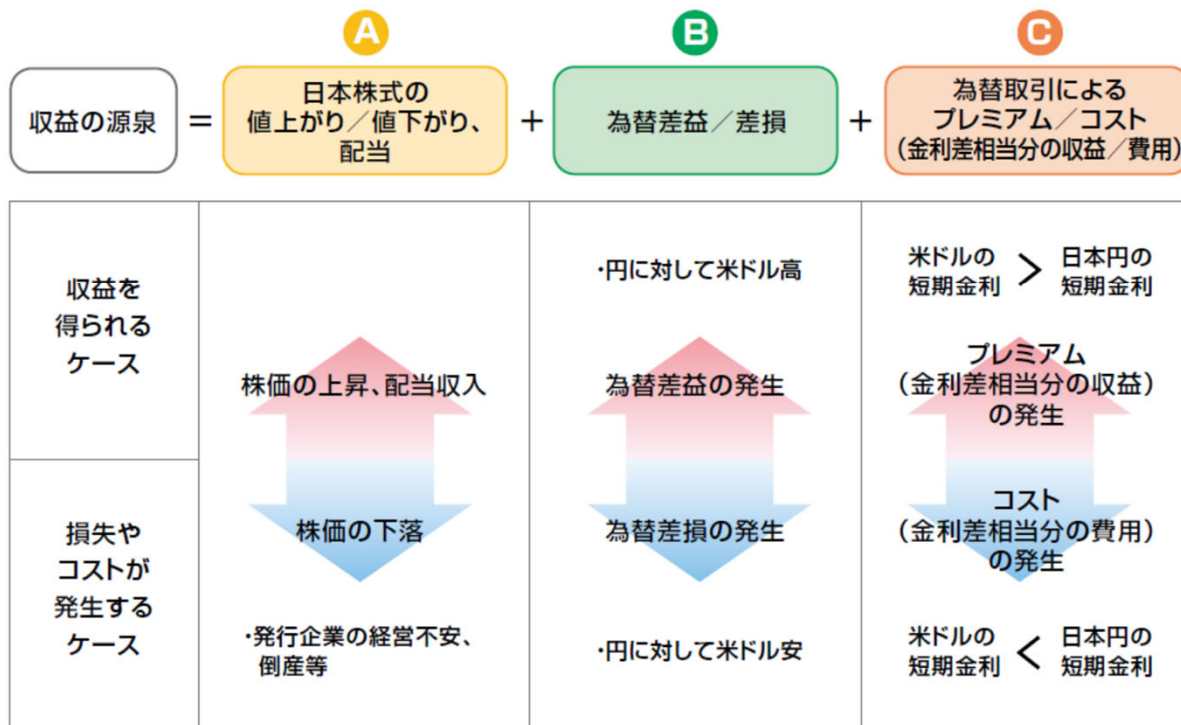 A
B
C
収益の源泉
=
日本株式の
値上がり／値下がり、
配当
+
為替差益／差損
+
為替取引による
プレミアム／コスト
(金利差相当分の収益／費用)
収益を
得られる
ケース
株価の上昇、配当収入
・円に対して米ドル高
為替差益の発生
米ドルの
短期金利
>
日本円の
短期金利
プレミアム
(金利差相当分の収益)
の発生
損失や
コストが
発生する
ケース
株価の下落
・発行企業の経営不安、
倒産等
為替差損の発生
・円に対して米ドル安
コスト
(金利差相当分の費用)
の発生
米ドルの
短期金利
<
日本円の
短期金利